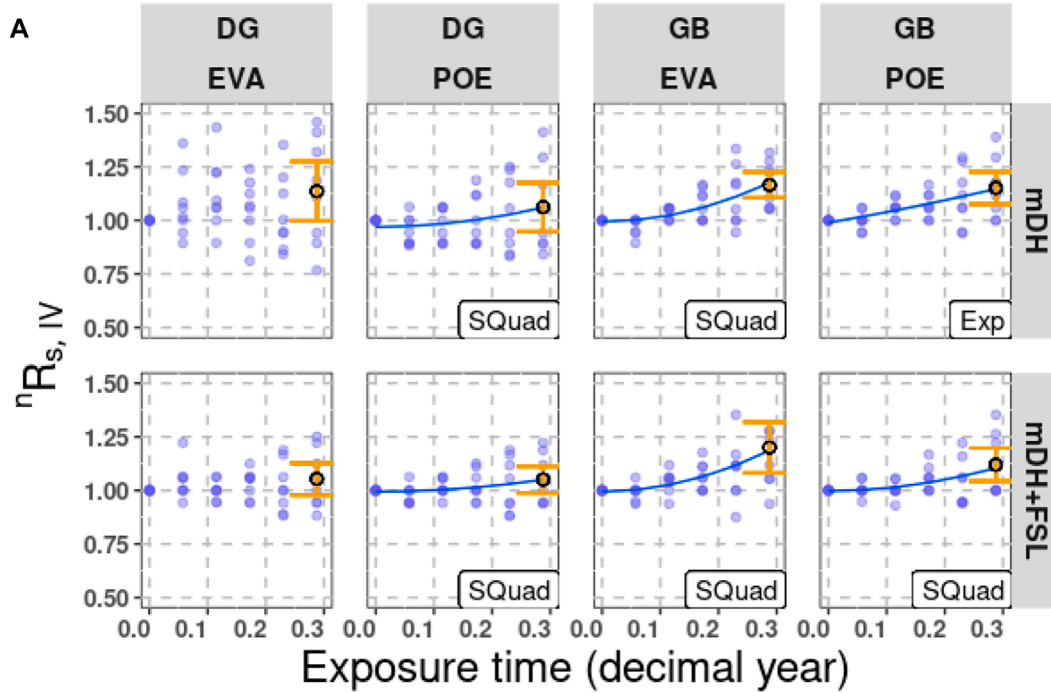 A
DG DG GB GB
EVA POE EVA POE
1.50
1.25
1.00
0.75
0.50
SQuad SQuad Exp
mDH
1.50
1.25
1.00
0.75
0.50
SQuad SQuad SQuad
mDH+FSL
nRs, IV
0.0 0.1 0.2 0.3 0.0 0.1 0.2 0.3 0.0 0.1 0.2 0.3 0.0 0.1 0.2 0.3
Exposure time (decimal year)